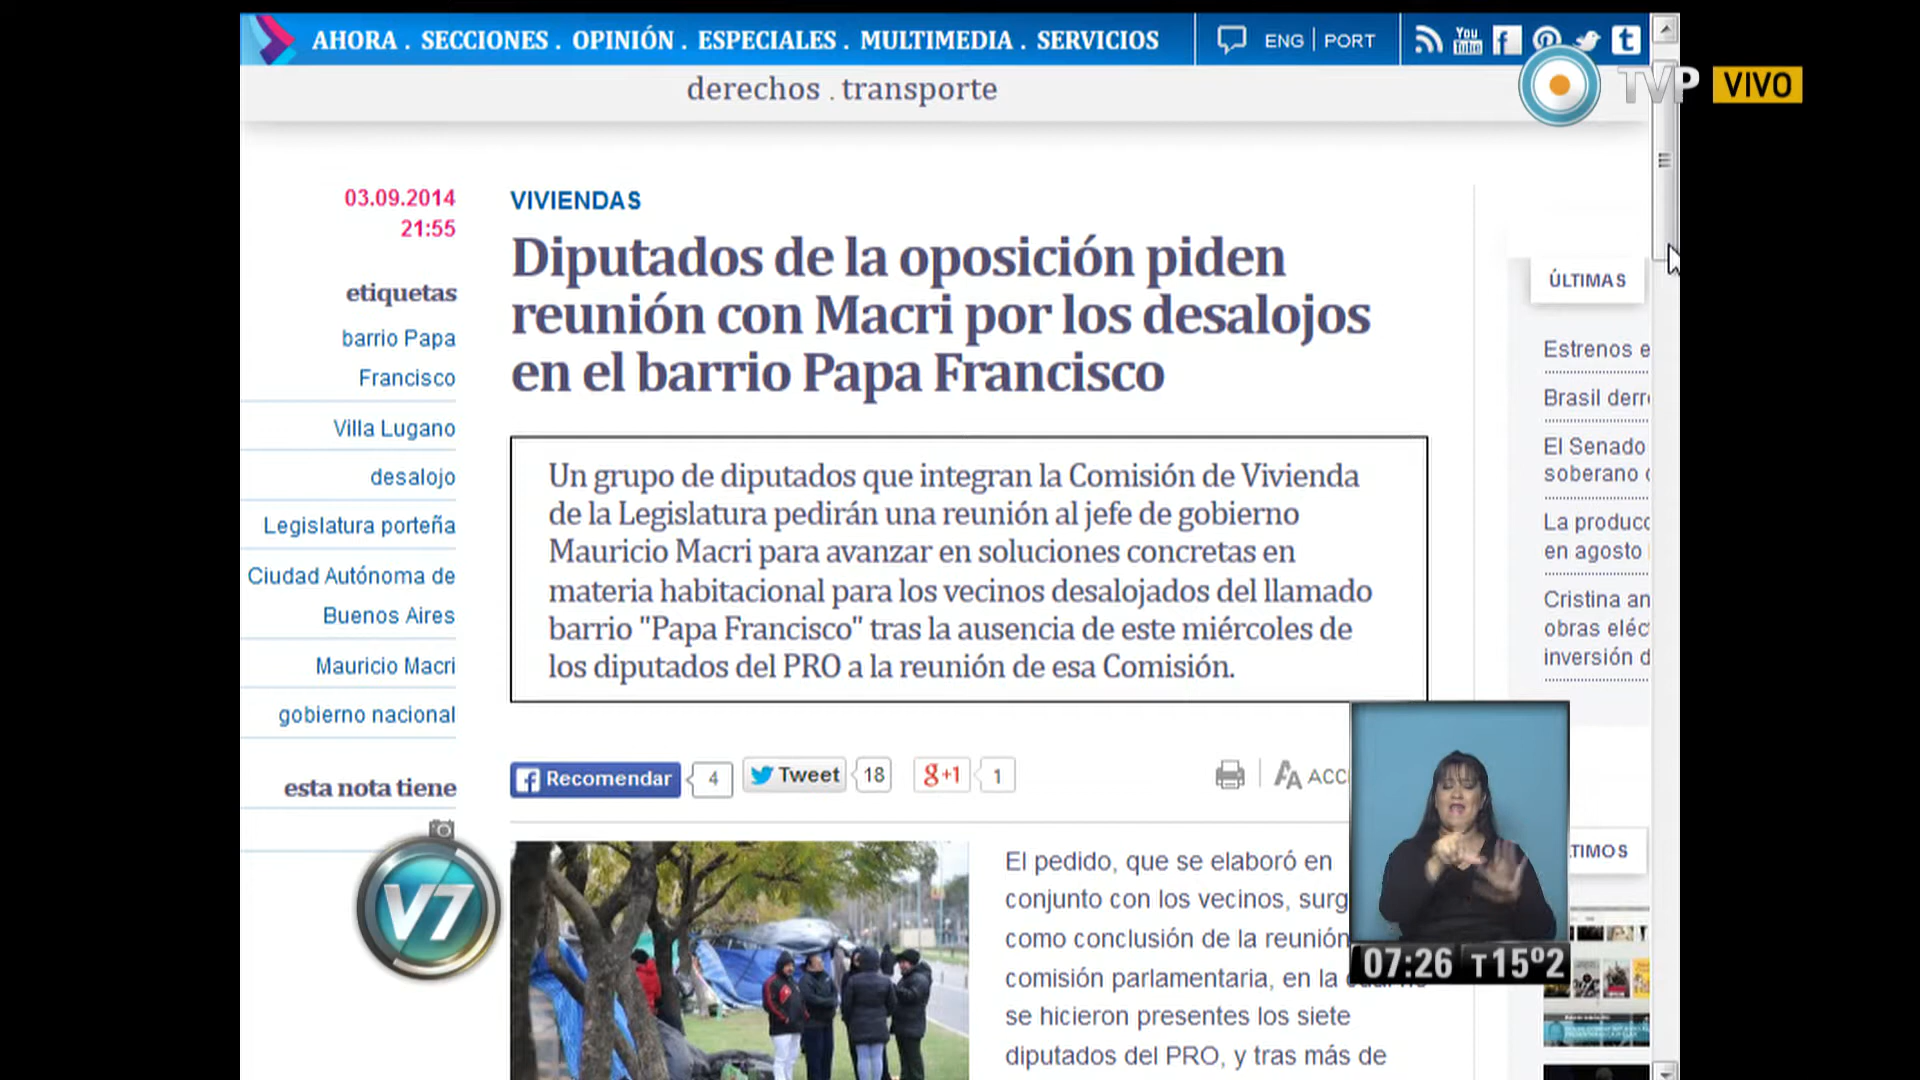 AHORA . SECCIONES . OPINIÓN . ESPECIALES . MULTIMEDIA . SERVICIOS
ENG | PORT
You
Tube
TVP VIVO
derechos . transporte
03.09.2014
21:55
etiquetas
barrio Papa
Francisco
Villa Lugano
desalojo
Legislatura porteña
Ciudad Autónoma de
Buenos Aires
Mauricio Macri
gobierno nacional
esta nota tiene
VIVIENDAS
Diputados de la oposición piden
reunión con Macri por los desalojos
en el barrio Papa Francisco
Un grupo de diputados que integran la Comisión de Vivienda
de la Legislatura pedirán una reunión al jefe de gobierno
Mauricio Macri para avanzar en soluciones concretas en
materia habitacional para los vecinos desalojados del llamado
barrio "Papa Francisco" tras la ausencia de este miércoles de
los diputados del PRO a la reunión de esa Comisión.
Recomendar 4 Tweet 18 g+1 1
AA ACC
El pedido, que se elaboró en
conjunto con los vecinos, surg
como conclusión de la reunión
comisión parlamentaria, en la
se hicieron presentes los siete
diputados del PRO, y tras más de
ÚLTIMAS
Estrenos e
Brasil derr
El Senado
soberano
La produc
en agosto
Cristina an
obras eléc
inversión d
TIMOS
V7
07:26 T15º2